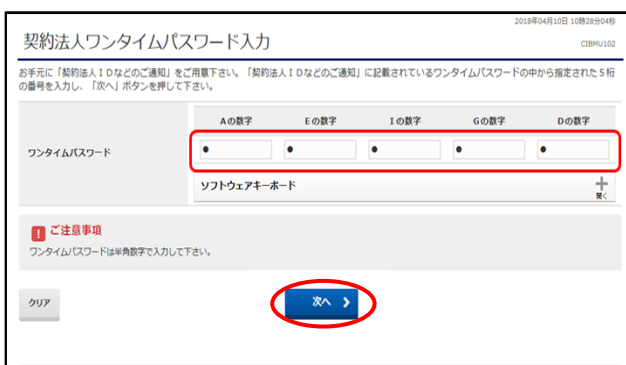 2018年04月10日 10時28分04秒
契約法人ワンタイムパスワード入力
CIBMU102
お手元に「契約法人ＩＤなどのご通知」をご用意下さい。「契約法人ＩＤなどのご通知」に記載されているワンタイムパスワードの中から指定された５桁
の番号を入力し、「次へ」ボタンを押して下さい。
Aの数字 Eの数字 Iの数字 Gの数字 Dの数字
ワンタイムパスワード
● ● ● ● ●
ソフトウェアキーボード
開く
! ご注意事項
ワンタイムパスワードは半角数字で入力して下さい。
クリア 次へ